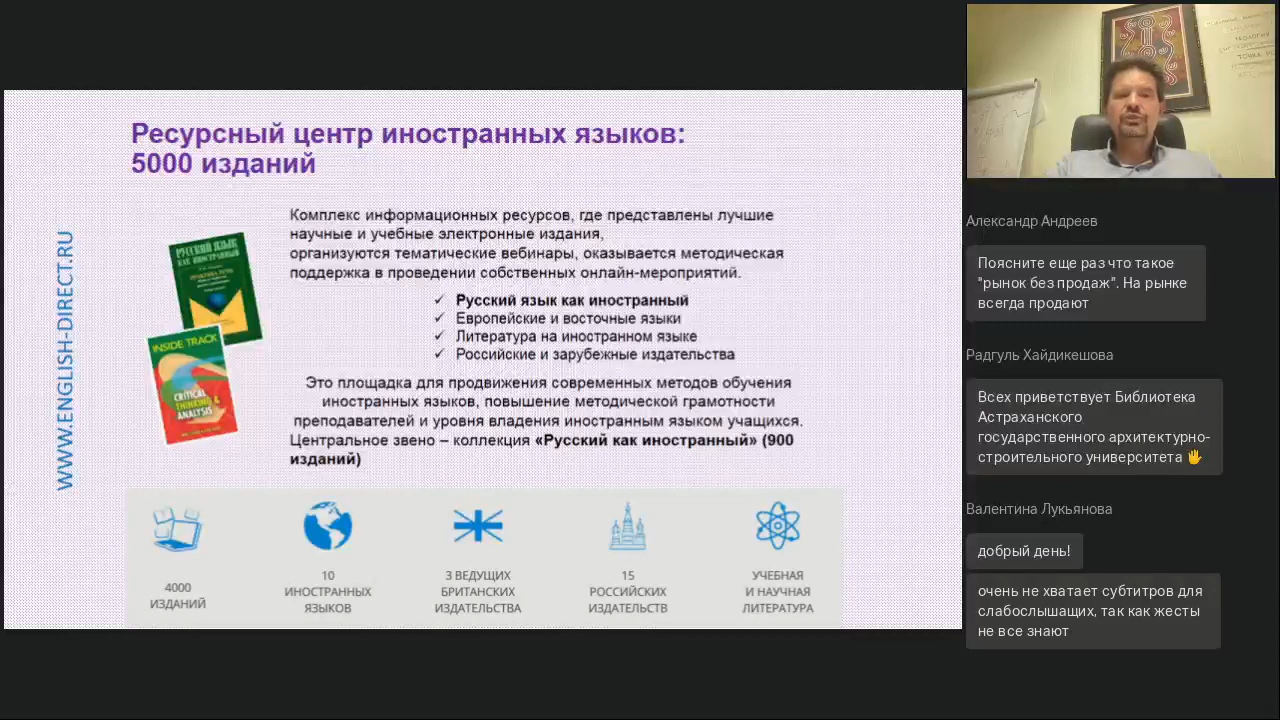 Ресурсный центр иностранных языков:
5000 изданий
WWW.ENGLISH-DIRECT.RU
РУССКИЙ ЯЗЫК
КАК ИНОСТРАННЫЙ
INSIDE TRACK
CRITICAL
THINKING &
ANALYSIS
Комплекс информационных ресурсов, где представлены лучшие
научные и учебные электронные издания,
организуются тематические вебинары, оказывается методическая
поддержка в проведении собственных онлайн-мероприятий.
✓ Русский язык как иностранный
✓ Европейские и восточные языки
✓ Литература на иностранном языке
✓ Российские и зарубежные издательства
Это площадка для продвижения современных методов обучения
иностранных языков, повышение методической грамотности
преподавателей и уровня владения иностранным языком учащихся.
Центральное звено – коллекция «Русский как иностранный» (900
изданий)
4000
ИЗДАНИЙ
10
ИНОСТРАННЫХ
ЯЗЫКОВ
3 ВЕДУЩИХ
БРИТАНСКИХ
ИЗДАТЕЛЬСТВА
15
РОССИЙСКИХ
ИЗДАТЕЛЬСТВ
УЧЕБНАЯ
И НАУЧНАЯ
ЛИТЕРАТУРА
Александр Андреев
Поясните еще раз что такое
"рынок без продаж". На рынке
всегда продают
Радгуль Хайдикешова
Всех приветствует Библиотека
Астраханского
государственного архитектурно-
строительного университета 🖐
Валентина Лукьянова
добрый день!
очень не хватает субтитров для
слабослышащих, так как жесты
не все знают